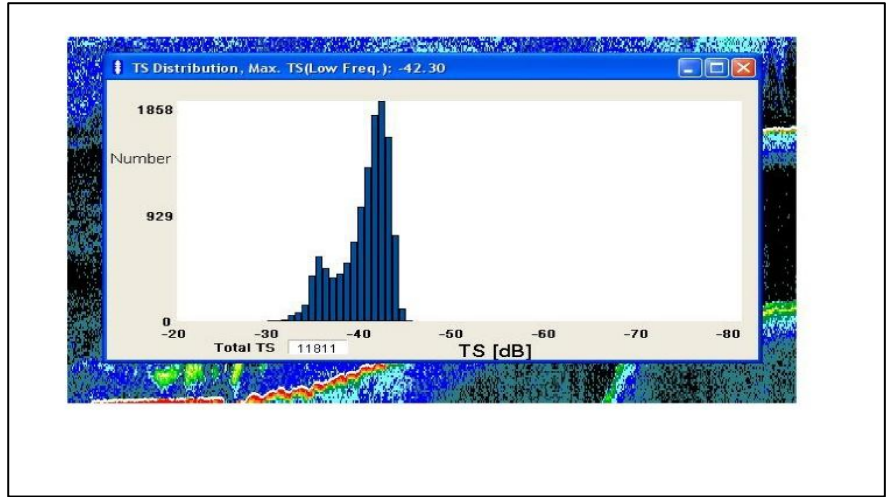 TS Distribution, Max. TS(Low Freq.): -42.30
1858
Number
929
0
-20 -30 -40 -50 -60 -70 -80
Total TS 11811 TS [dB]